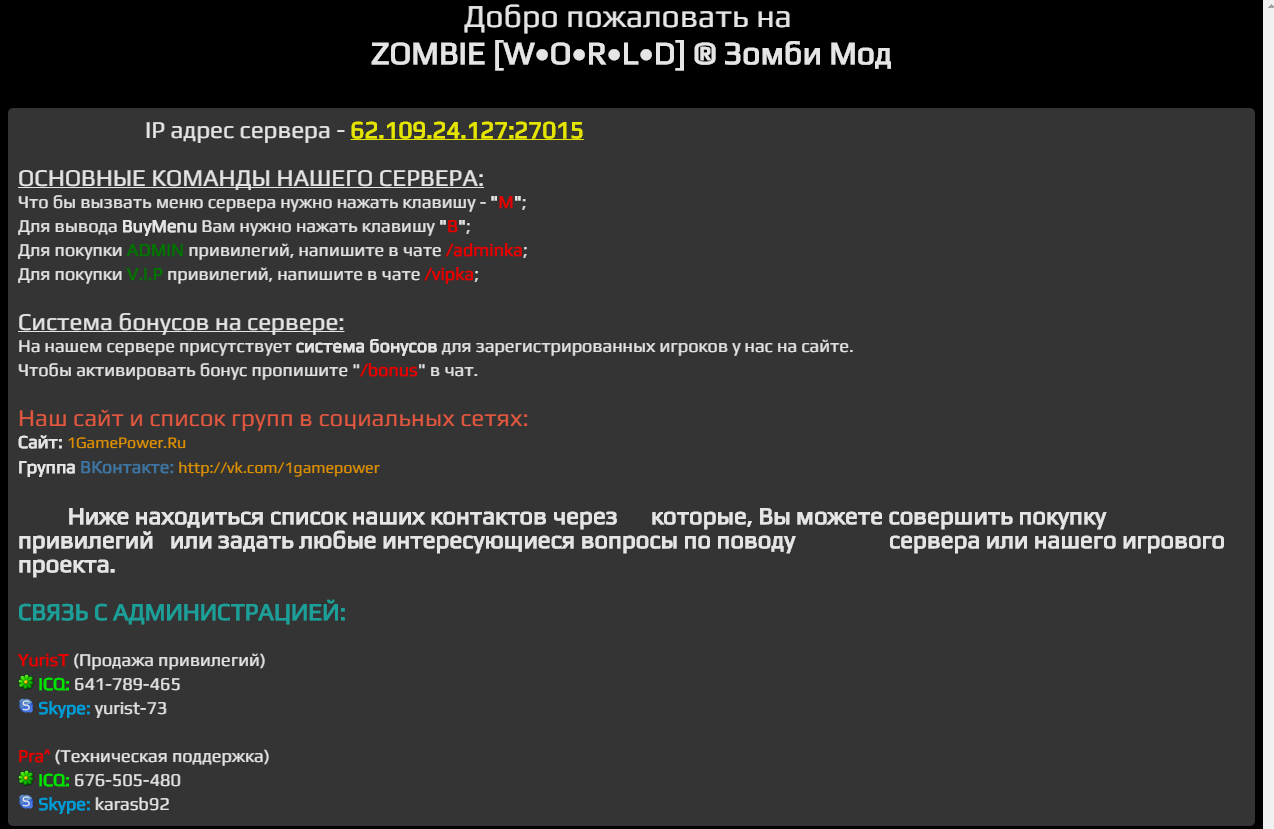 Добро пожаловать на
ZOMBIE [W•O•R•L•D] ® Зомби Мод
IP адрес сервера - 62.109.24.127:27015
ОСНОВНЫЕ КОМАНДЫ НАШЕГО СЕРВЕРА:
Что бы вызвать меню сервера нужно нажать клавишу - "M";
Для вывода BuyMenu Вам нужно нажать клавишу "B";
Для покупки ADMIN привилегий, напишите в чате /adminka;
Для покупки V.I.P привилегий, напишите в чате /vipka;
Система бонусов на сервере:
На нашем сервере присутствует система бонусов для зарегистрированных игроков у нас на сайте.
Чтобы активировать бонус пропишите "/bonus" в чат.
Наш сайт и список групп в социальных сетях:
Сайт: 1GamePower.Ru
Группа ВКонтакте: http://vk.com/1gamepower
Ниже находиться список наших контактов через которые, Вы можете совершить покупку
привилегий или задать любые интересующиеся вопросы по поводу сервера или нашего игрового
проекта.
СВЯЗЬ С АДМИНИСТРАЦИЕЙ:
YurisT (Продажа привилегий)
ICQ: 641-789-465
Skype: yurist-73
Pra^ (Техническая поддержка)
ICQ: 676-505-480
Skype: karasb92